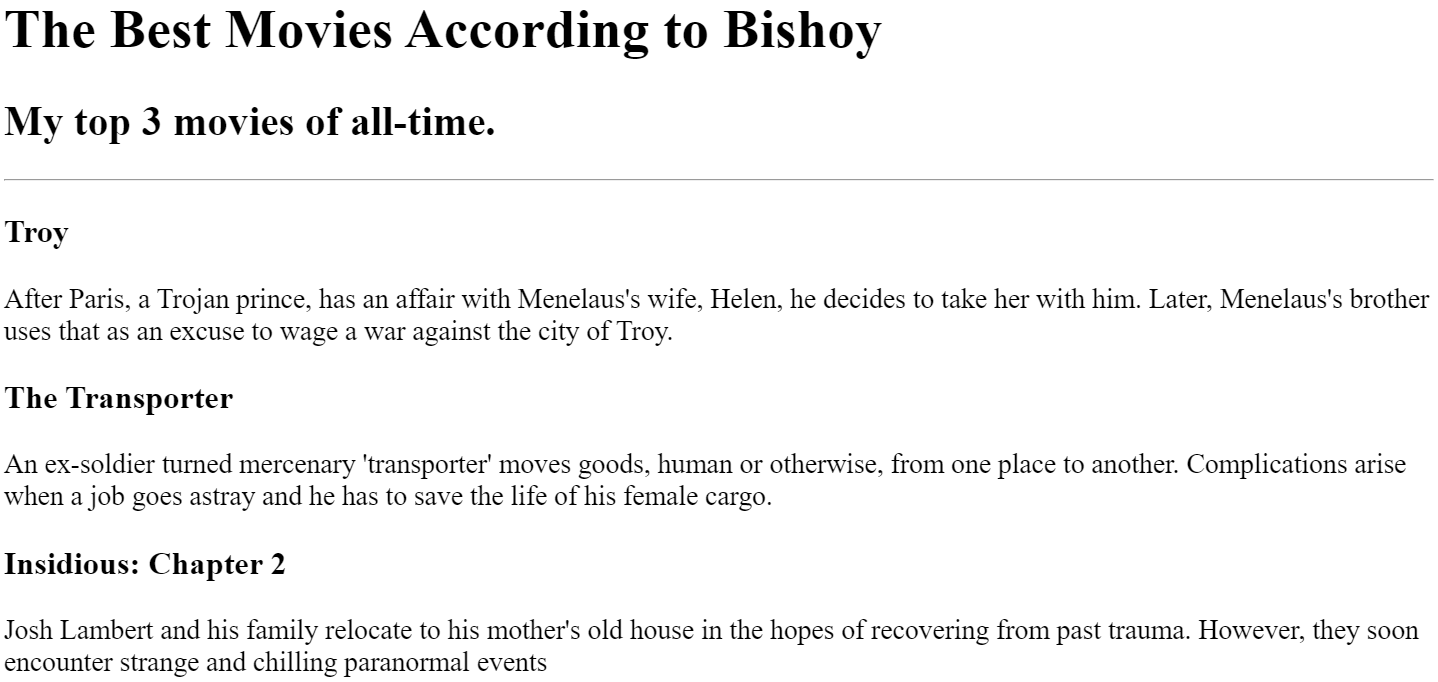 The Best Movies According to Bishoy
My top 3 movies of all-time.
Troy
After Paris, a Trojan prince, has an affair with Menelaus's wife, Helen, he decides to take her with him. Later, Menelaus's brother
uses that as an excuse to wage a war against the city of Troy.
The Transporter
An ex-soldier turned mercenary 'transporter' moves goods, human or otherwise, from one place to another. Complications arise
when a job goes astray and he has to save the life of his female cargo.
Insidious: Chapter 2
Josh Lambert and his family relocate to his mother's old house in the hopes of recovering from past trauma. However, they soon
encounter strange and chilling paranormal events